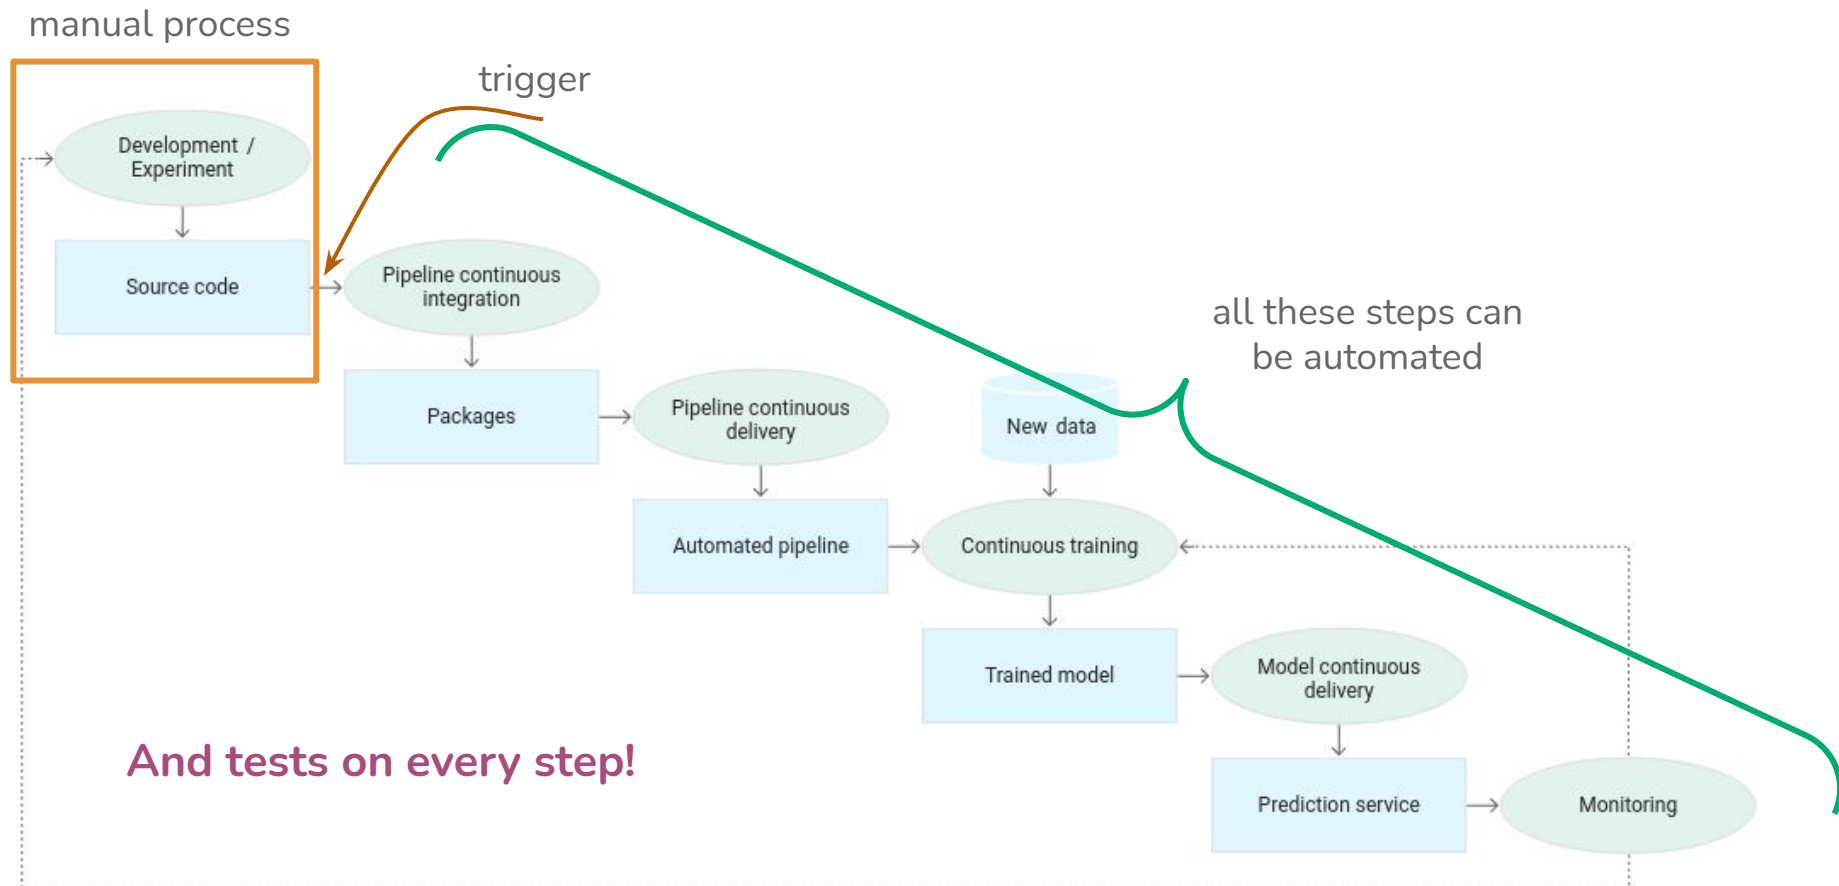 manual process
trigger
Development /
Experiment
Source code
Pipeline continuous
integration
all these steps can
be automated
Packages
Pipeline continuous
delivery
New data
Automated pipeline
Continuous training
Trained model
Model continuous
delivery
And tests on every step!
Prediction service
Monitoring